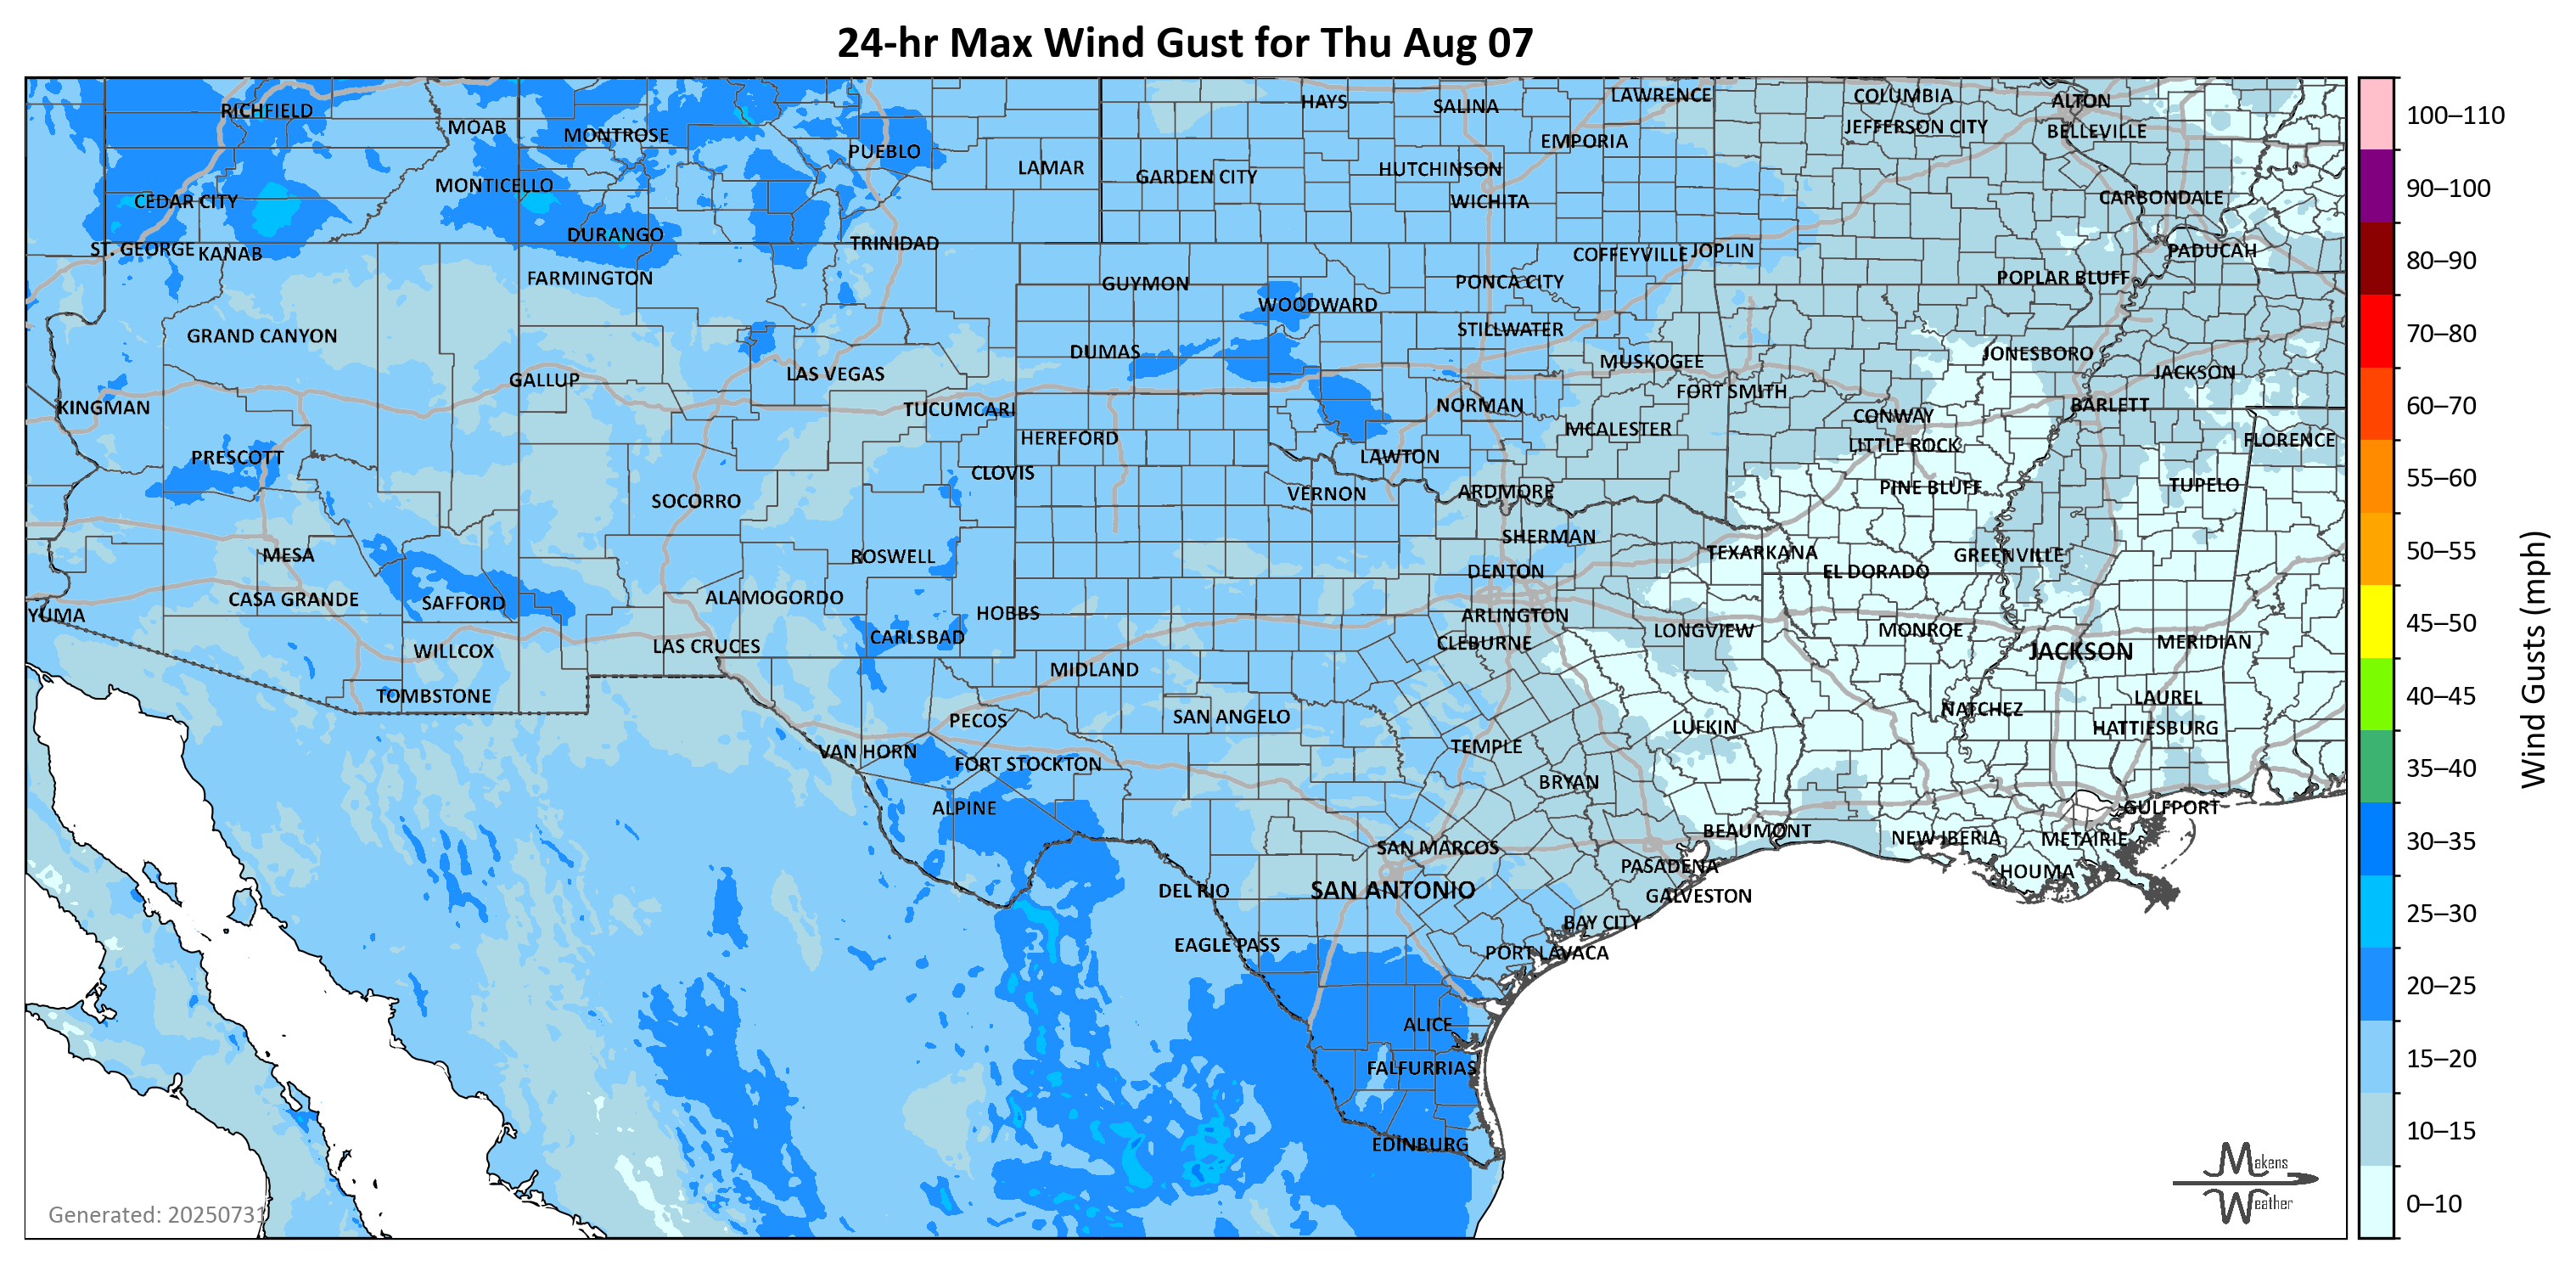 24-hr Max Wind Gust for Thu Aug 07
RICHFIELD
MOAB
MONTROSE
PUEBLO
LAMAR
HAYS
SALINA
LAWRENCE
COLUMBIA
ALTON
JEFFERSON CITY
BELLEVILLE
EMPORIA
HUTCHINSON
GARDEN CITY
WICHITA
MONTICELLO
CEDAR CITY
CARBONDALE
DURANGO
TRINIDAD
ST. GEORGE
KANAB
FARMINGTON
GUYMON
COFFEYVILLE
JOPLIN
PADUCAH
POPLAR BLUFF
PONCA CITY
WOODWARD
STILLWATER
GRAND CANYON
DUMAS
MUSKOGEE
JONESBORO
GALLUP
LAS VEGAS
JACKSON
FORT SMITH
KINGMAN
TUCUMCARI
NORMAN
BARLETT
CONWAY
MCALESTER
HEREFORD
LITTLE ROCK
FLORENCE
PRESCOTT
CLOVIS
LAWTON
VERNON
ARDMORE
PINE BLUFF
TUPELO
SOCORRO
SHERMAN
MESA
ROSWELL
TEXARKANA
GREENVILLE
DENTON
EL DORADO
CASA GRANDE
SAFFORD
ALAMOGORDO
HOBBS
YUMA
ARLINGTON
CARLSBAD
CLEBURNE
LONGVIEW
MONROE
WILLCOX
LAS CRUCES
JACKSON
MERIDIAN
MIDLAND
TOMBSTONE
LAUREL
NATCHEZ
PECOS
SAN ANGELO
LUFKIN
HATTIESBURG
VAN HORN
TEMPLE
FORT STOCKTON
BRYAN
ALPINE
GULFPORT
BEAUMONT
NEW IBERIA
METAIRIE
SAN MARCOS
PASADENA
HOUMA
DEL RIO
SAN ANTONIO
GALVESTON
BAY CITY
EAGLE PASS
PORT LAVACA
ALICE
FALFURRIAS
EDINBURG
Generated: 20250731
Makens
Weather
100–110
90–100
80–90
70–80
60–70
55–60
50–55
45–50
40–45
35–40
30–35
25–30
20–25
15–20
10–15
0–10
Wind Gusts (mph)